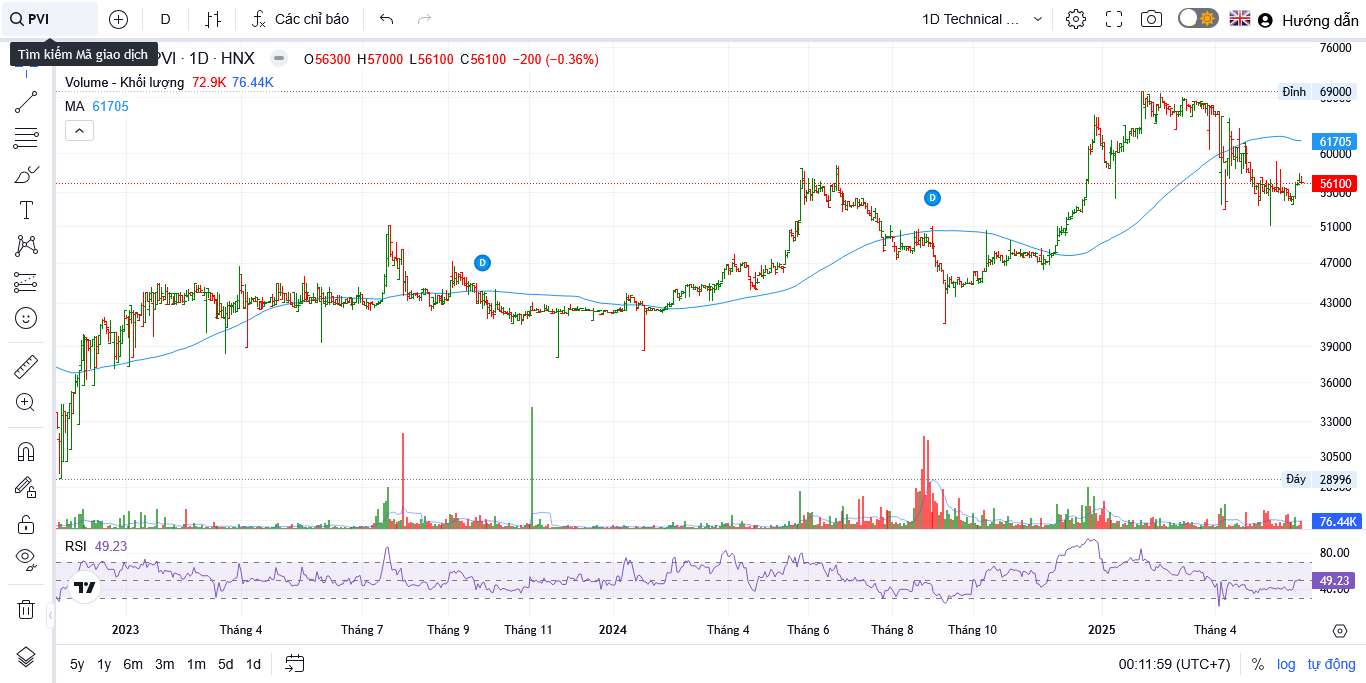 PVI D Các chỉ báo 1D Technical ... Hướng dẫn
Tìm kiếm Mã giao dịch
PVI · 1D · HNX O56300 H57000 L56100 C56100 −200 (−0.36%)
Volume - Khối lượng 72.9K 76.44K
MA 61705
76000
Đỉnh 69000
61705
60000
56100
55000
51000
47000
43000
39000
36000
33000
30500
Đáy 28996
D
D
76.44K
RSI 49.23
80.00
49.23
40.00
2023 Tháng 4 Tháng 7 Tháng 9 Tháng 11 2024 Tháng 4 Tháng 6 Tháng 8 Tháng 10 2025 Tháng 4
5y 1y 6m 3m 1m 5d 1d 00:11:59 (UTC+7) % log tự động